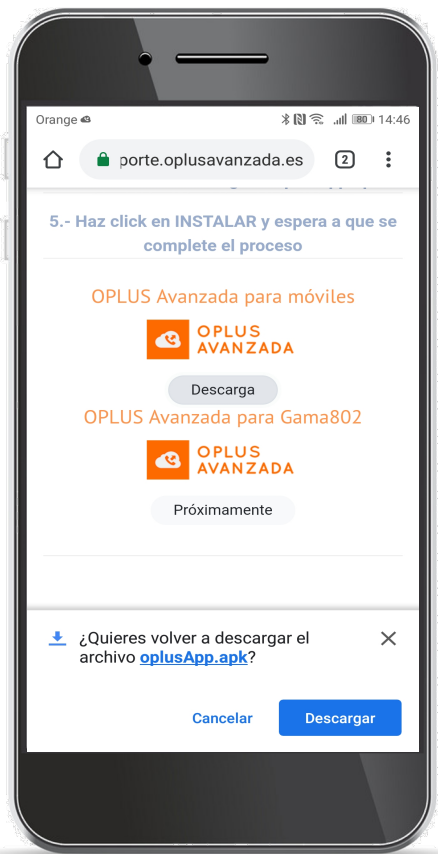 Orange
80 14:46
porte.oplusavanzada.es
2
5.- Haz click en INSTALAR y espera a que se
complete el proceso
OPLUS Avanzada para móviles
OPLUS
AVANZADA
Descarga
OPLUS Avanzada para Gama802
OPLUS
AVANZADA
Próximamente
¿Quieres volver a descargar el
archivo oplusApp.apk?
Cancelar
Descargar